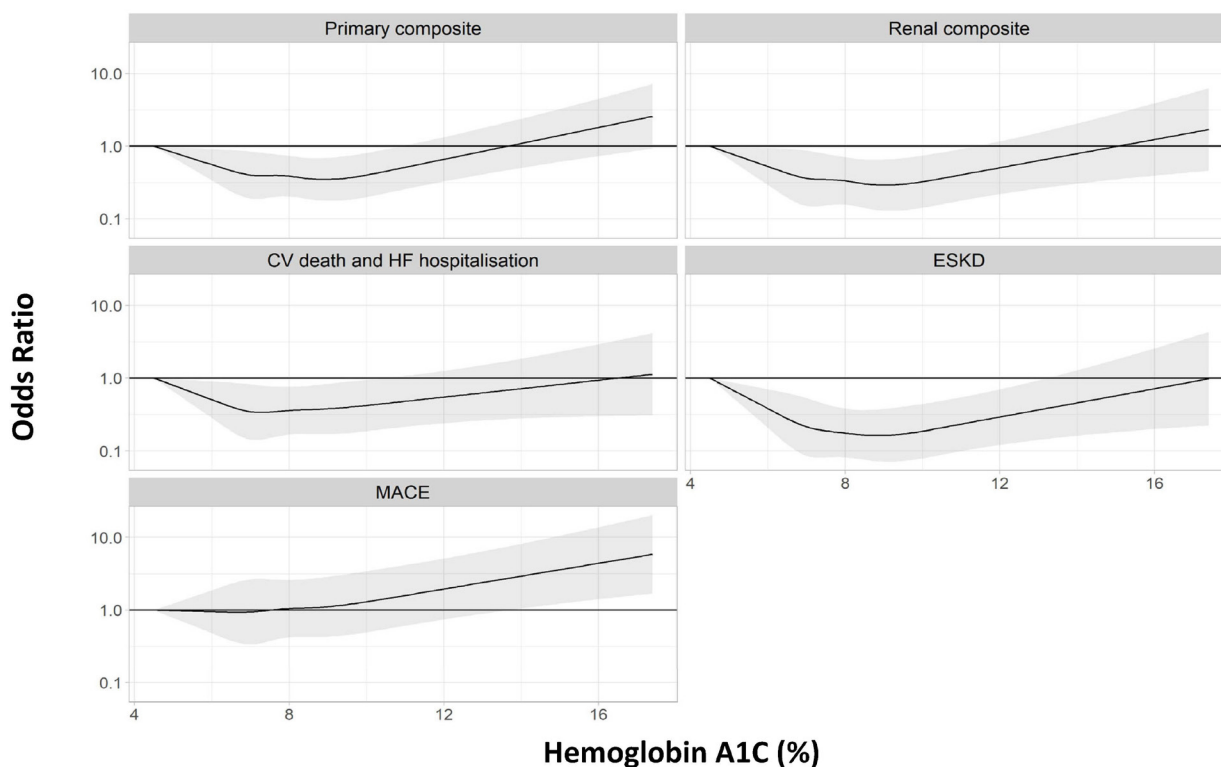 Primary composite
Renal composite
10.0
1.0
0.1
CV death and HF hospitalisation
ESKD
10.0
1.0
0.1
4
8
12
16
MACE
10.0
1.0
0.1
4
8
12
16
Odds Ratio
Hemoglobin A1C (%)